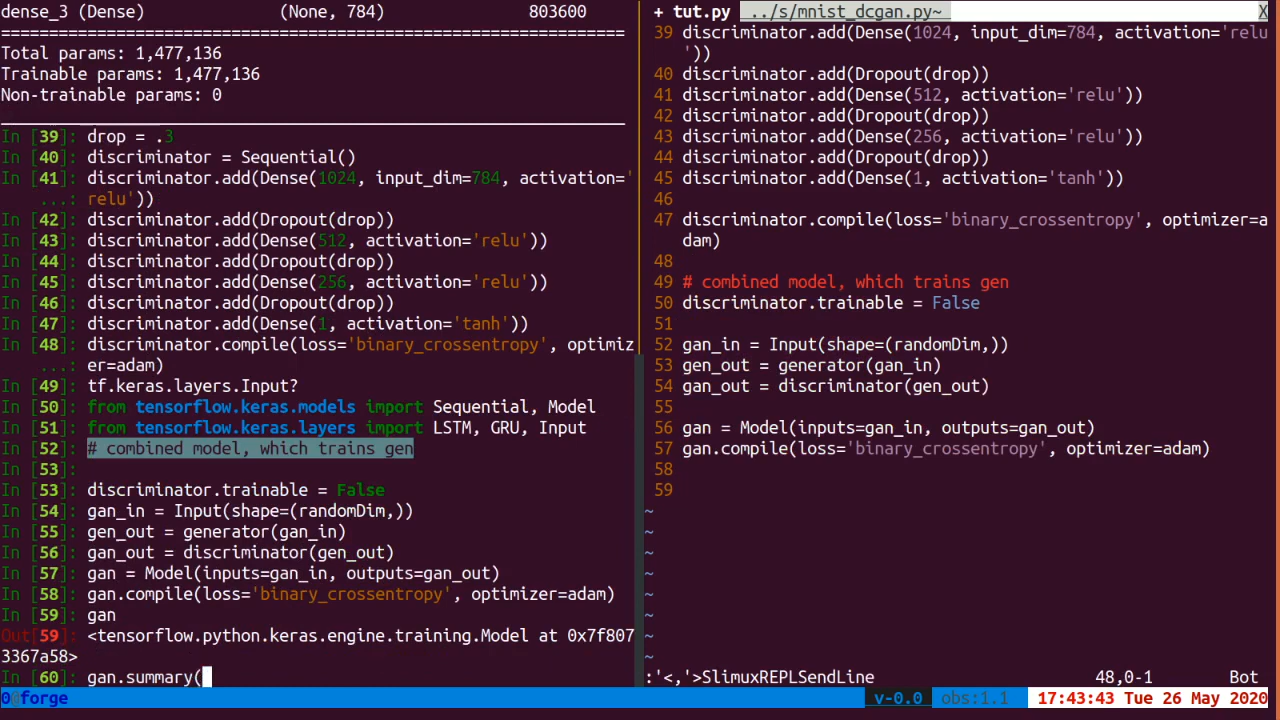 dense_3 (Dense) (None, 784) 803600
=================================================================
Total params: 1,477,136
Trainable params: 1,477,136
Non-trainable params: 0
_________________________________________________________________
In [39]: drop = .3
In [40]: discriminator = Sequential()
In [41]: discriminator.add(Dense(1024, input_dim=784, activation='
...: relu'))
In [42]: discriminator.add(Dropout(drop))
In [43]: discriminator.add(Dense(512, activation='relu'))
In [44]: discriminator.add(Dropout(drop))
In [45]: discriminator.add(Dense(256, activation='relu'))
In [46]: discriminator.add(Dropout(drop))
In [47]: discriminator.add(Dense(1, activation='tanh'))
In [48]: discriminator.compile(loss='binary_crossentropy', optimiz
...: er=adam)
In [49]: tf.keras.layers.Input?
In [50]: from tensorflow.keras.models import Sequential, Model
In [51]: from tensorflow.keras.layers import LSTM, GRU, Input
In [52]: # combined model, which trains gen
In [53]:
In [53]: discriminator.trainable = False
In [54]: gan_in = Input(shape=(randomDim,))
In [55]: gen_out = generator(gan_in)
In [56]: gan_out = discriminator(gen_out)
In [57]: gan = Model(inputs=gan_in, outputs=gan_out)
In [58]: gan.compile(loss='binary_crossentropy', optimizer=adam)
In [59]: gan
Out[59]: <tensorflow.python.keras.engine.training.Model at 0x7f807
3367a58>
In [60]: gan.summary(
+ tut.py ../s/mnist_dcgan.py~ X
39 discriminator.add(Dense(1024, input_dim=784, activation='relu
'))
40 discriminator.add(Dropout(drop))
41 discriminator.add(Dense(512, activation='relu'))
42 discriminator.add(Dropout(drop))
43 discriminator.add(Dense(256, activation='relu'))
44 discriminator.add(Dropout(drop))
45 discriminator.add(Dense(1, activation='tanh'))
46
47 discriminator.compile(loss='binary_crossentropy', optimizer=a
dam)
48
49 # combined model, which trains gen
50 discriminator.trainable = False
51
52 gan_in = Input(shape=(randomDim,))
53 gen_out = generator(gan_in)
54 gan_out = discriminator(gen_out)
55
56 gan = Model(inputs=gan_in, outputs=gan_out)
57 gan.compile(loss='binary_crossentropy', optimizer=adam)
58
59
~
~
~
~
~
~
~
~
:'<,'>SlimuxREPLSendLine 48,0-1 Bot
0 forge v-0.0 obs:1.1 17:43:43 Tue 26 May 2020